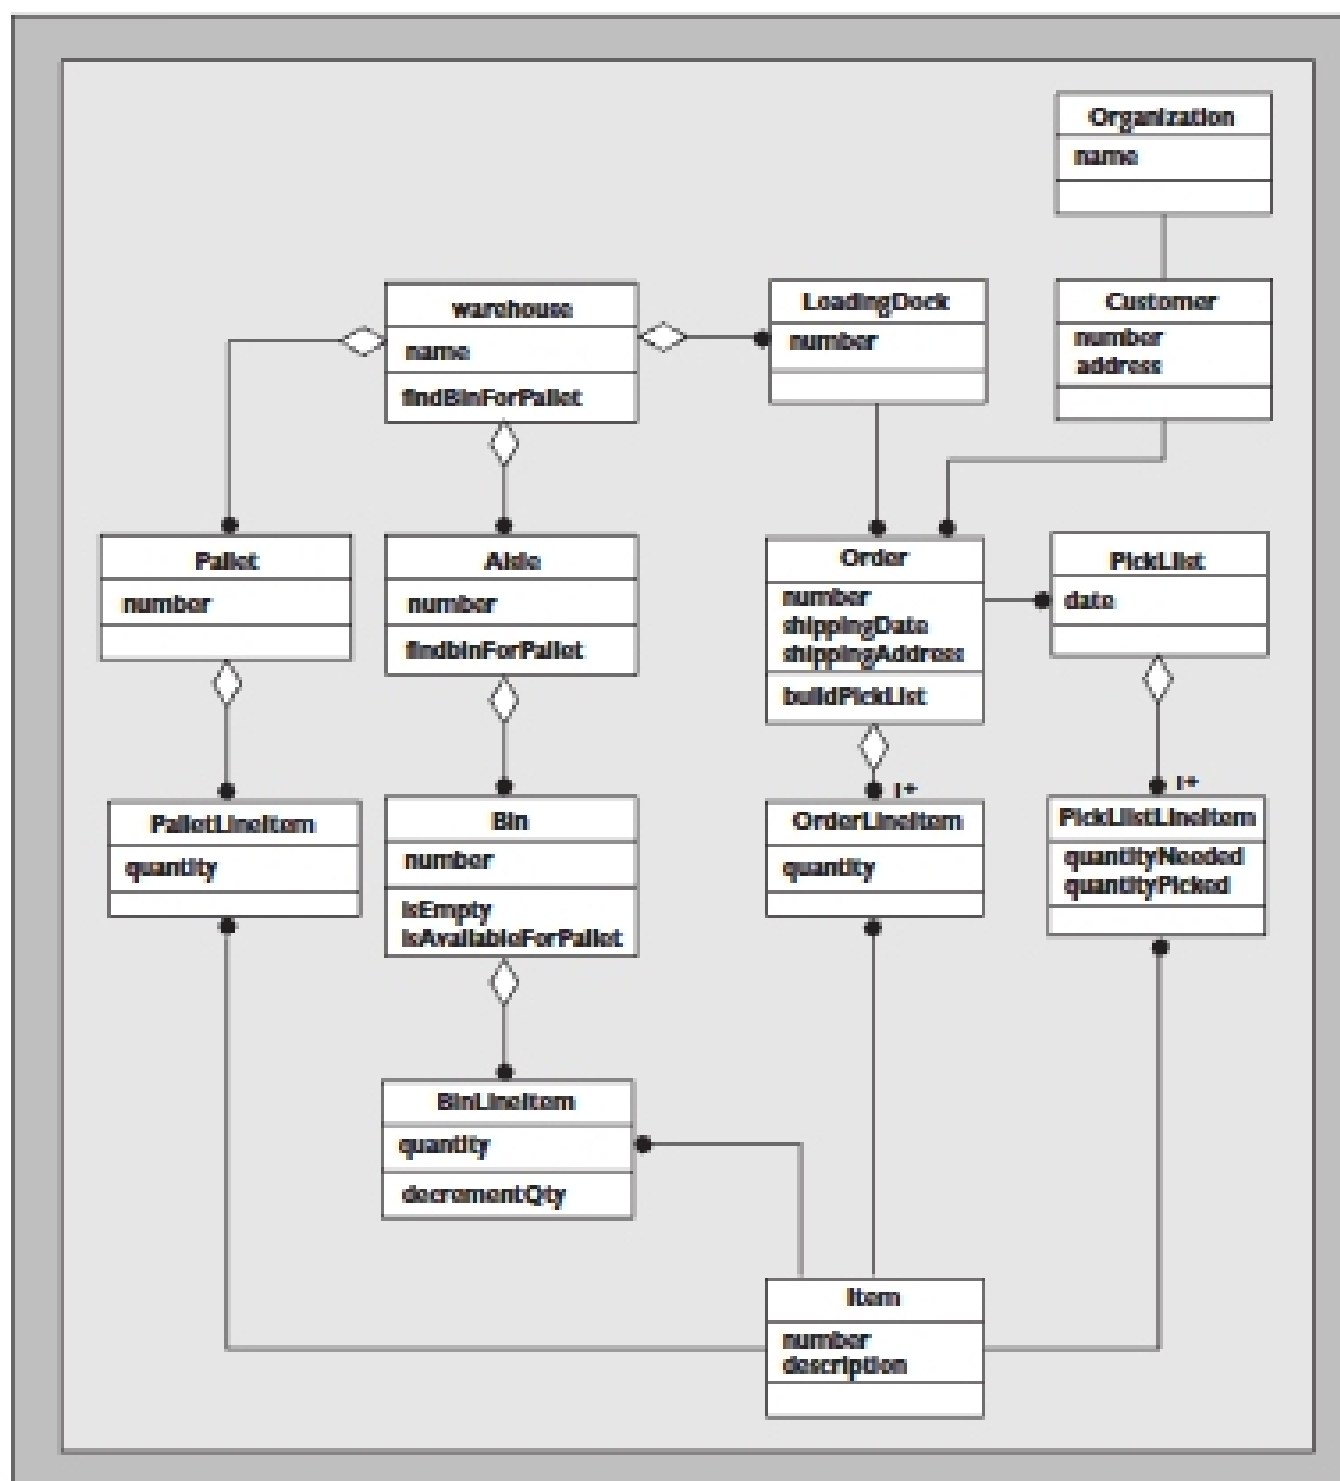 Organization
name
warehouse
name
findBinForPallet
LoadingDock
number
Customer
number
address
Pallet
number
Aisle
number
findbinForPallet
Order
number
shippingDate
shippingAddress
buildPickList
PickList
date
PalletLineItem
quantity
Bin
number
isEmpty
isAvailableForPallet
1+
OrderLineItem
quantity
1+
PickListLineItem
quantityNeeded
quantityPicked
BinLineItem
quantity
decrementQty
Item
number
description